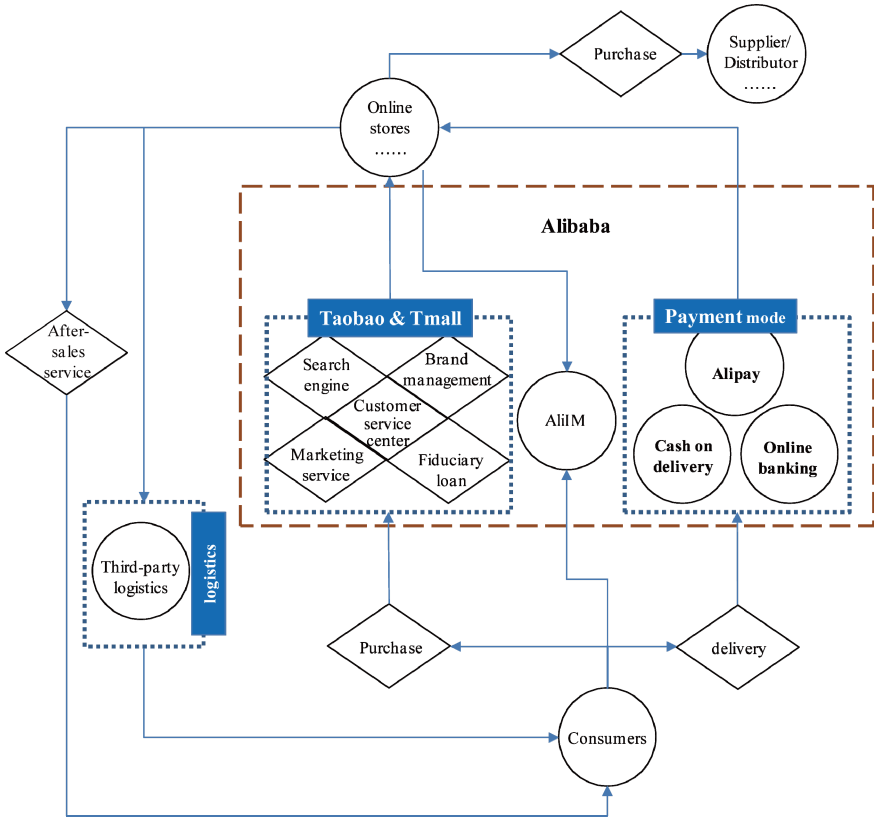 Purchase
Supplier/
Distributor
......
Online
stores
......
Alibaba
Taobao & Tmall
Payment mode
After-
sales
service
Search
engine
Brand
management
Customer
service
center
Marketing
service
Fiduciary
loan
AliIM
Alipay
Cash on
delivery
Online
banking
Third-party
logistics
logistics
Purchase
delivery
Consumers